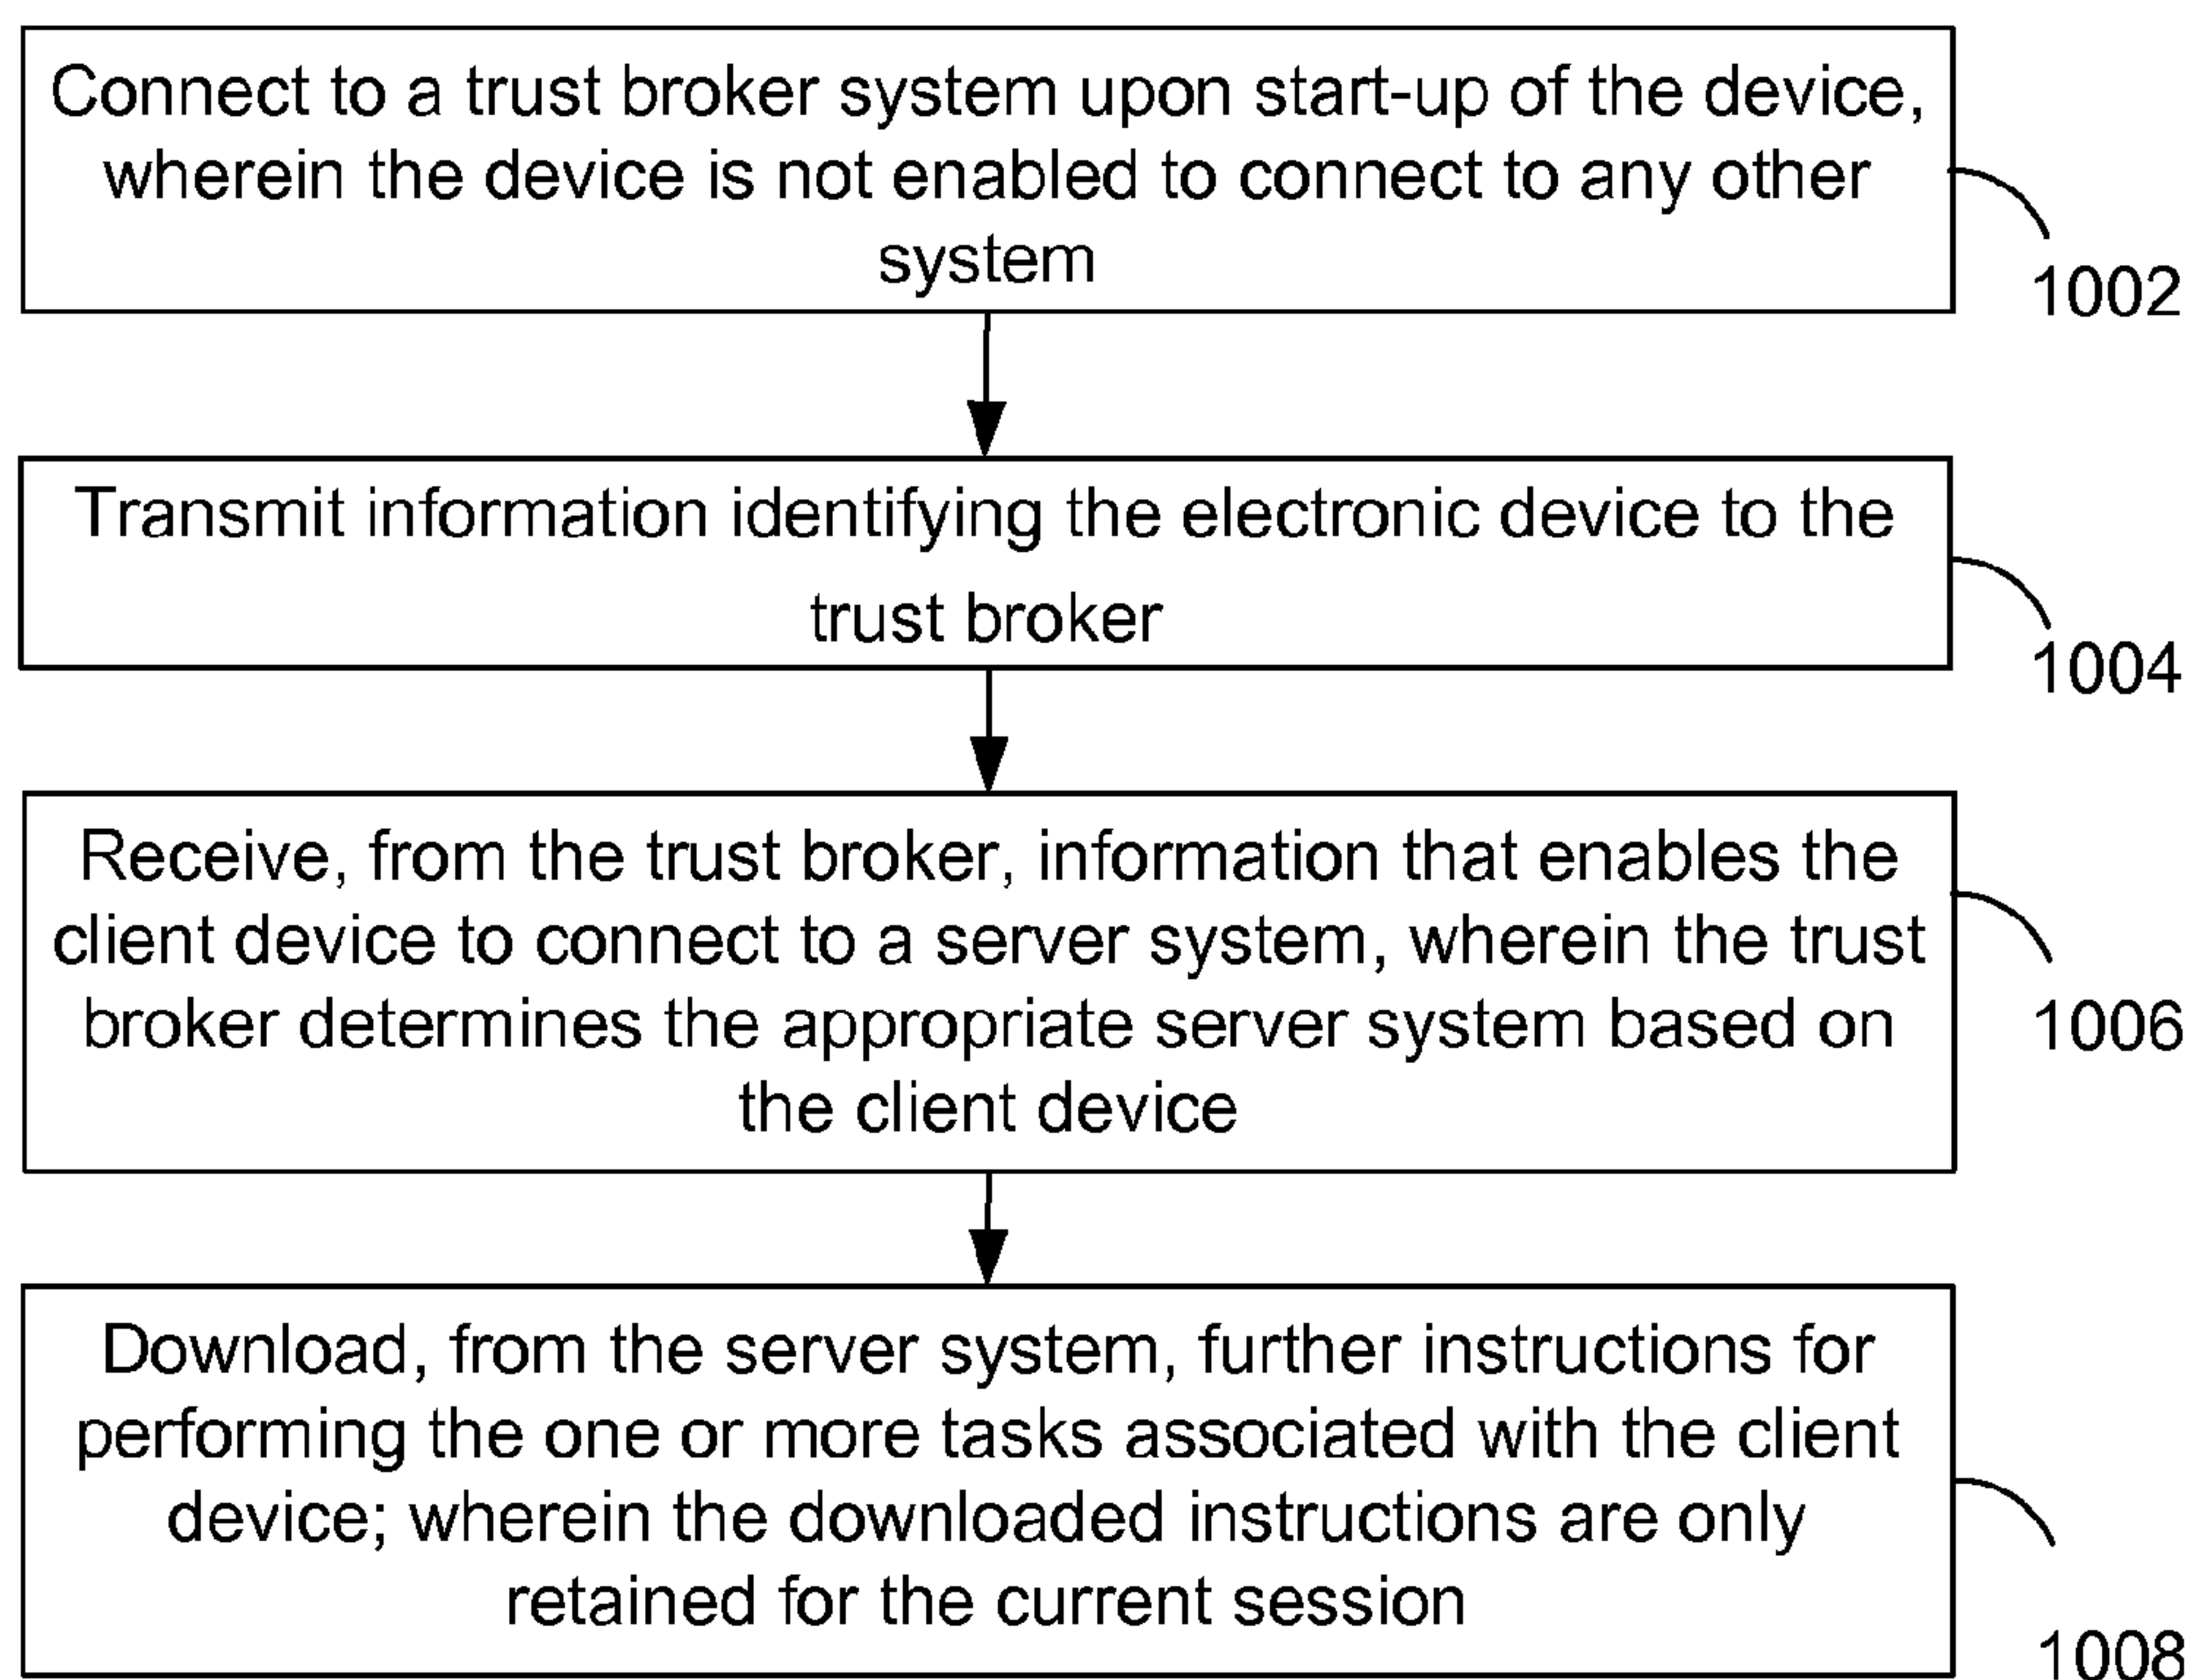 Connect to a trust broker system upon start-up of the device,
wherein the device is not enabled to connect to any other
system
1002
Transmit information identifying the electronic device to the
trust broker
1004
Receive, from the trust broker, information that enables the
client device to connect to a server system, wherein the trust
broker determines the appropriate server system based on
the client device
1006
Download, from the server system, further instructions for
performing the one or more tasks associated with the client
device; wherein the downloaded instructions are only
retained for the current session
1008